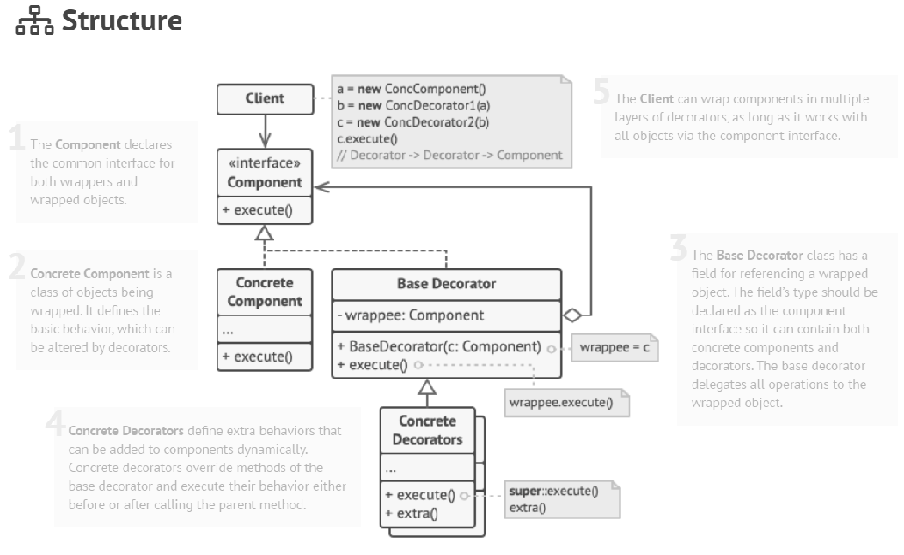 Structure
Client
a = new ConcComponent()
b = new ConcDecorator1(a)
c = new ConcDecorator2(b)
c.execute()
// Decorator -> Decorator -> Component
5
The Client can wrap components in multiple
layers of decorators, as long as it works with
all objects via the component interface.
1
The Component declares
the common interface for
both wrappers and
wrapped objects.
«interface»
Component
+ execute()
2
Concrete Component is a
class of objects being
wrapped. It defines the
basic behavior, which can
be altered by decorators.
Concrete
Component
...
+ execute()
Base Decorator
- wrappee: Component
+ BaseDecorator(c: Component)
+ execute()
wrappee = c
wrappee.execute()
3
The Base Decorator class has a
field for referencing a wrapped
object. The field's type should be
declared as the component
interface so it can contain both
concrete components and
decorators. The base decorator
delegates all operations to the
wrapped object.
4
Concrete Decorators define extra behaviors that
can be added to components dynamically.
Concrete decorators override methods of the
base decorator and execute their behavior either
before or after calling the parent method.
Concrete
Decorators
...
+ execute()
+ extra()
super::execute()
extra()